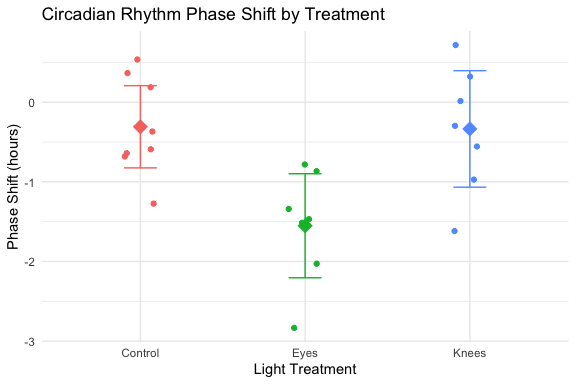 Circadian Rhythm Phase Shift by Treatment
Phase Shift (hours)
0
-1
-2
-3
Control Eyes Knees
Light Treatment